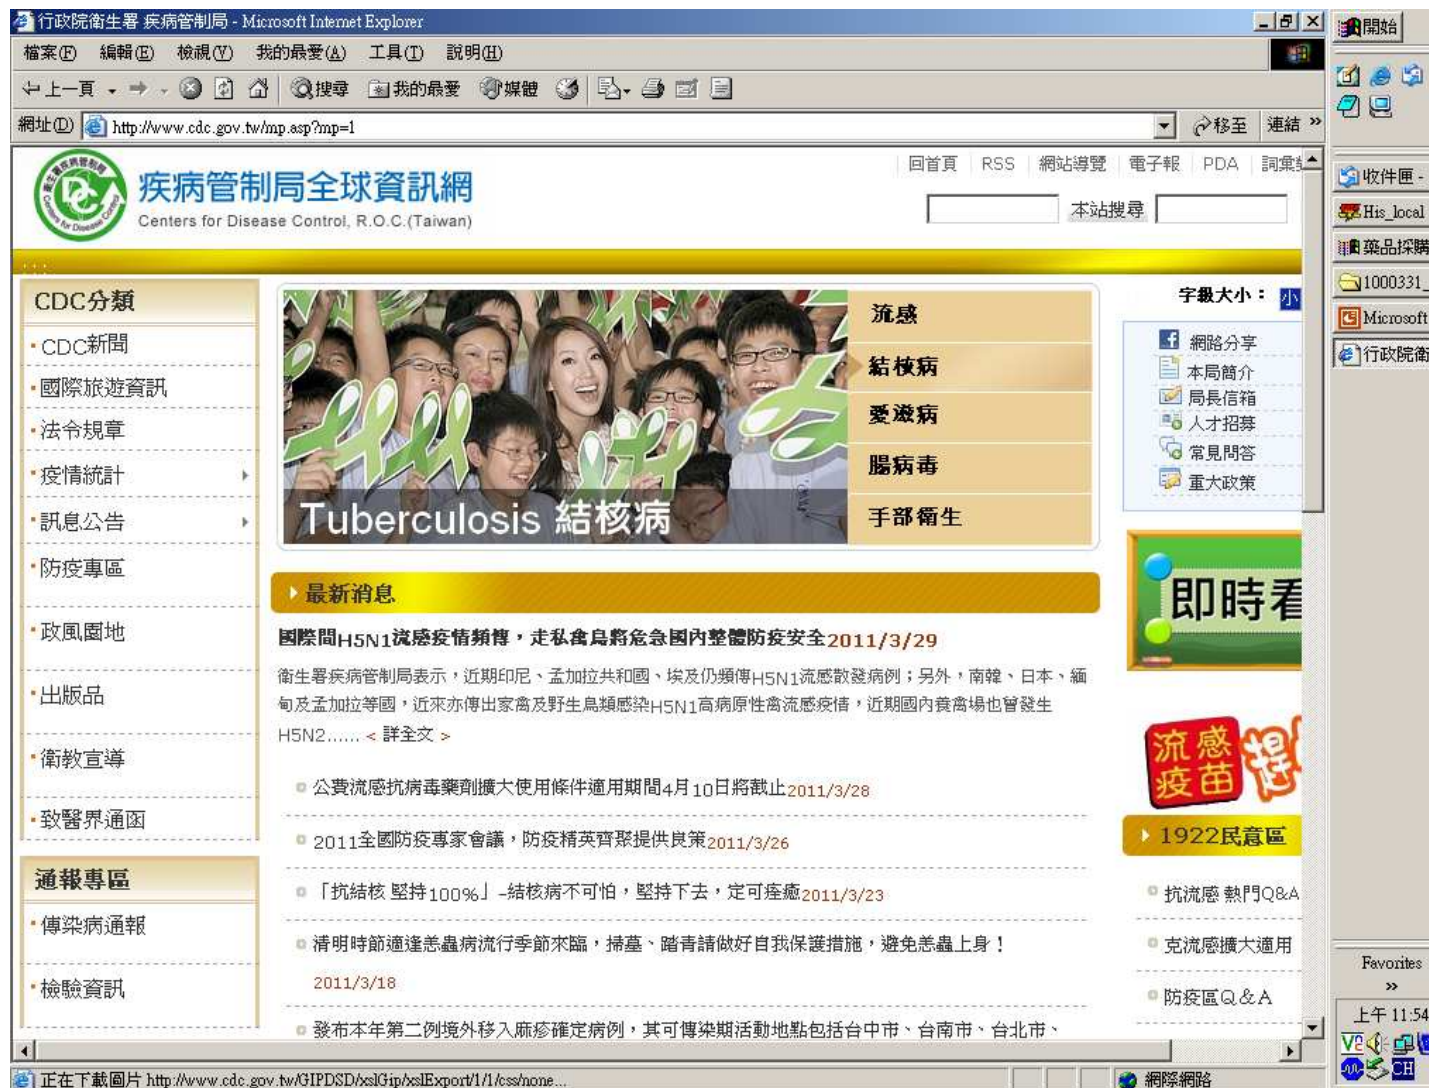 行政院衛生署 疾病管制局 - Microsoft Internet Explorer
檔案(F) 編輯(E) 檢視(V) 我的最愛(A) 工具(T) 說明(H)
上一頁 搜尋 我的最愛 媒體
網址(D) http://www.cdc.gov.tw/mp.asp?mp=1 移至 連結 »
疾病管制局全球資訊網
Centers for Disease Control, R.O.C.(Taiwan)
回首頁 RSS 網站導覽 電子報 PDA 詞彙
本站搜尋
CDC分類
CDC新聞
國際旅遊資訊
法令規章
疫情統計
訊息公告
防疫專區
政風園地
出版品
衛教宣導
致醫界通函
通報專區
傳染病通報
檢驗資訊
Tuberculosis 結核病
流感
結核病
愛滋病
腸病毒
手部衛生
最新消息
國際間H5N1流感疫情頻傳，走私禽鳥將危急國內整體防疫安全2011/3/29
衛生署疾病管制局表示，近期印尼、孟加拉共和國、埃及仍頻傳H5N1流感散發病例；另外，南韓、日本、緬
甸及孟加拉等國，近來亦傳出家禽及野生鳥類感染H5N1高病原性禽流感疫情，近期國內養禽場也曾發生
H5N2...... < 詳全文 >
公費流感抗病毒藥劑擴大使用條件適用期間4月10日將截止2011/3/28
2011全國防疫專家會議，防疫精英齊聚提供良策2011/3/26
「抗結核 堅持100%」-結核病不可怕，堅持下去，定可痊癒2011/3/23
清明時節適逢恙蟲病流行季節來臨，掃墓、踏青請做好自我保護措施，避免恙蟲上身！
2011/3/18
發布本年第二例境外移入麻疹確定病例，其可傳染期活動地點包括台中市、台南市、台北市、
字級大小： 小
網路分享
本局簡介
局長信箱
人才招募
常見問答
重大政策
即時看
流感
疫苗
趕
1922民意區
抗流感 熱門Q&A
克流感擴大適用
防疫區Q & A
正在下載圖片 http://www.cdc.gov.tw/GIPDSD/xslGip/xslExport/1/1/css/none...
網際網路
開始
收件匣 -
His_local
藥品採購
1000331_
Microsoft
行政院衛
Favorites
»
上午 11:54
CH